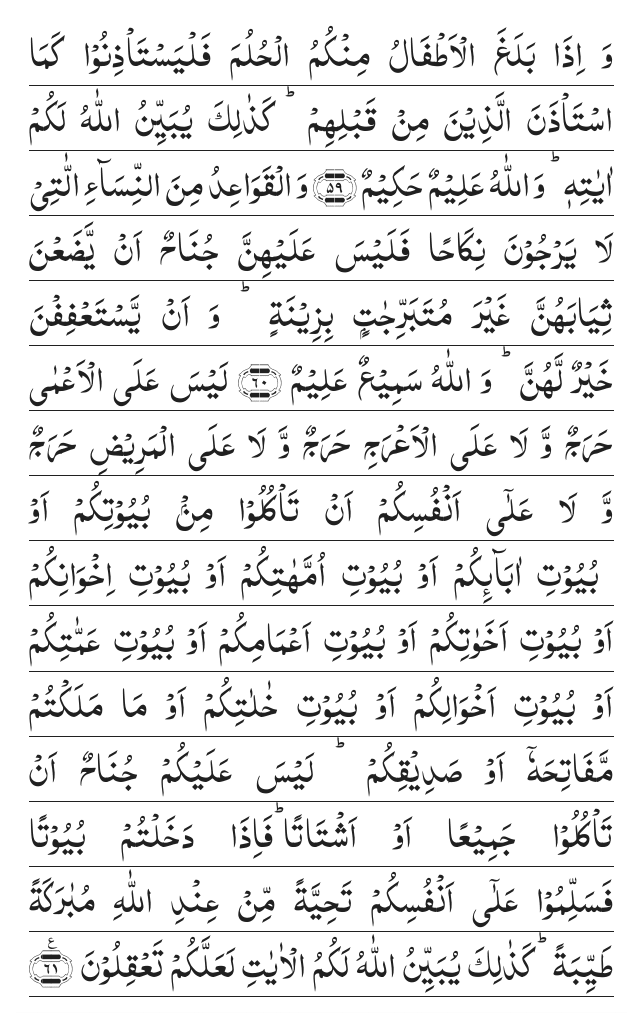 وَ اِذَا بَلَغَ الْاَطْفَالُ مِنْكُمُ الْحُلُمَ فَلْيَسْتَاْذِنُوْا كَمَا
اسْتَاْذَنَ الَّذِيْنَ مِنْ قَبْلِهِمْ ؕ كَذٰلِكَ يُبَيِّنُ اللّٰهُ لَكُمْ
اٰيٰتِهٖ ؕ وَ اللّٰهُ عَلِيْمٌ حَكِيْمٌ ﴿۵۹﴾ وَ الْقَوَاعِدُ مِنَ النِّسَآءِ الّٰتِيْ
لَا يَرْجُوْنَ نِكَاحًا فَلَيْسَ عَلَيْهِنَّ جُنَاحٌ اَنْ يَّضَعْنَ
ثِيَابَهُنَّ غَيْرَ مُتَبَرِّجٰتٍۭ بِزِيْنَةٍ ؕ وَ اَنْ يَّسْتَعْفِفْنَ
خَيْرٌ لَّهُنَّ ؕ وَ اللّٰهُ سَمِيْعٌ عَلِيْمٌ ﴿۶۰﴾ لَيْسَ عَلَى الْاَعْمٰى
حَرَجٌ وَّ لَا عَلَى الْاَعْرَجِ حَرَجٌ وَّ لَا عَلَى الْمَرِيْضِ حَرَجٌ
وَّ لَا عَلٰۤى اَنْفُسِكُمْ اَنْ تَاْكُلُوْا مِنْۢ بُيُوْتِكُمْ اَوْ
بُيُوْتِ اٰبَآىِٕكُمْ اَوْ بُيُوْتِ اُمَّهٰتِكُمْ اَوْ بُيُوْتِ اِخْوَانِكُمْ
اَوْ بُيُوْتِ اَخَوٰتِكُمْ اَوْ بُيُوْتِ اَعْمَامِكُمْ اَوْ بُيُوْتِ عَمّٰتِكُمْ
اَوْ بُيُوْتِ اَخْوَالِكُمْ اَوْ بُيُوْتِ خٰلٰتِكُمْ اَوْ مَا مَلَكْتُمْ
مَّفَاتِحَهٗۤ اَوْ صَدِيْقِكُمْ ؕ لَيْسَ عَلَيْكُمْ جُنَاحٌ اَنْ
تَاْكُلُوْا جَمِيْعًا اَوْ اَشْتَاتًا ؕ فَاِذَا دَخَلْتُمْ بُيُوْتًا
فَسَلِّمُوْا عَلٰۤى اَنْفُسِكُمْ تَحِيَّةً مِّنْ عِنْدِ اللّٰهِ مُبٰرَكَةً
طَيِّبَةً ؕ كَذٰلِكَ يُبَيِّنُ اللّٰهُ لَكُمُ الْاٰيٰتِ لَعَلَّكُمْ تَعْقِلُوْنَ ﴿۶۱﴾ ع